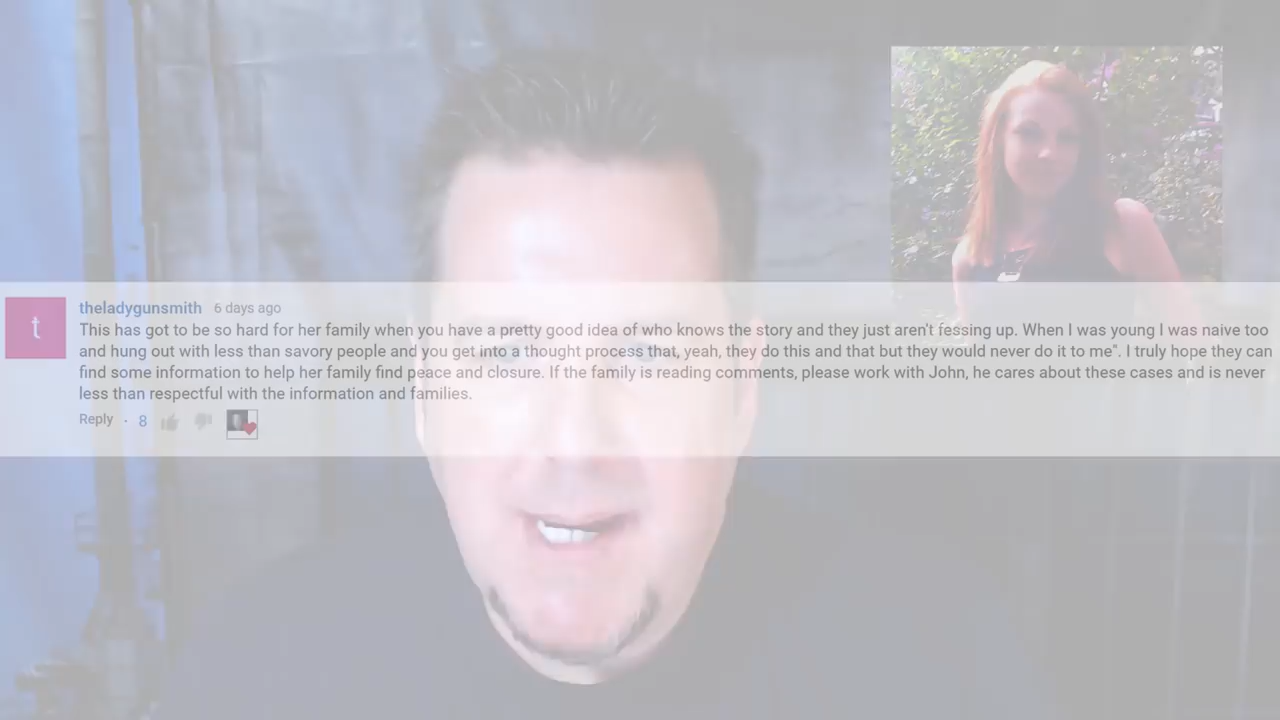 t
theladygunsmith 6 days ago
This has got to be so hard for her family when you have a pretty good idea of who knows the story and they just aren't fessing up. When I was young I was naive too
and hung out with less than savory people and you get into a thought process that, yeah, they do this and that but they would never do it to me". I truly hope they can
find some information to help her family find peace and closure. If the family is reading comments, please work with John, he cares about these cases and is never
less than respectful with the information and families.
Reply · 8